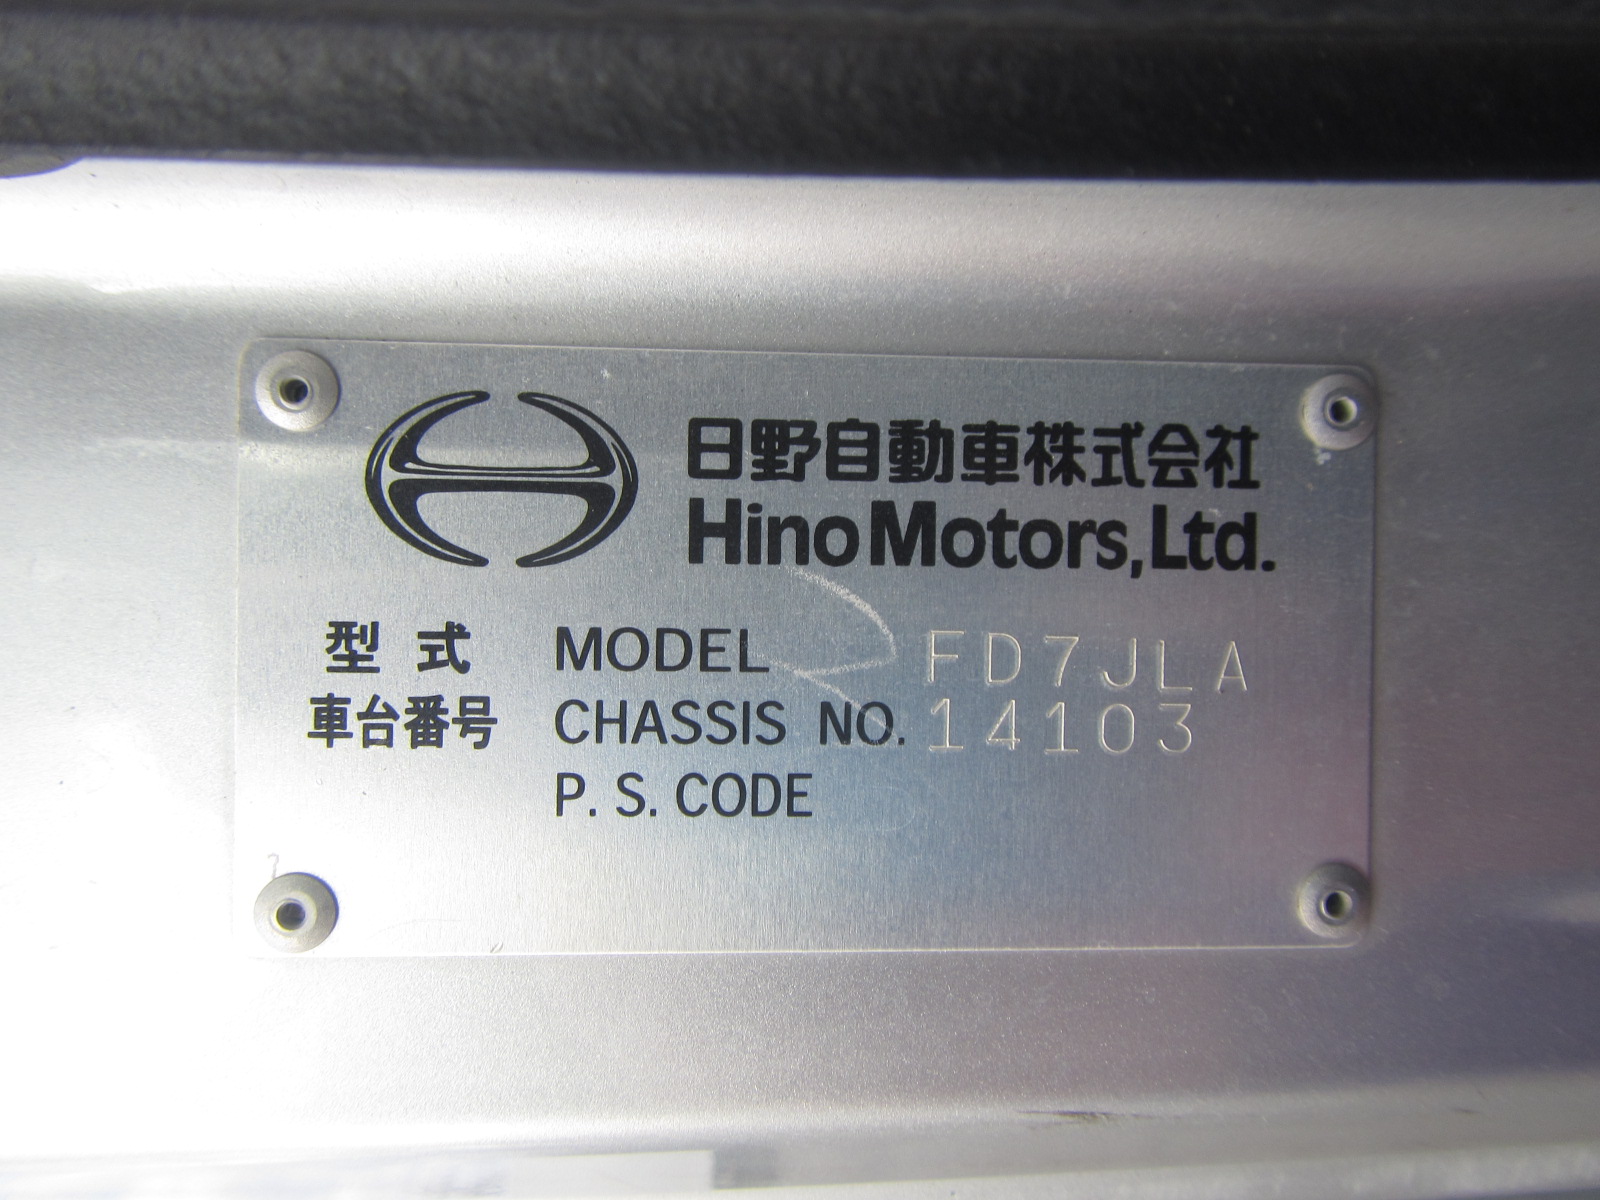 日野自動車株式会社
Hino Motors, Ltd.
型式 MODEL FD7JLA
車台番号 CHASSIS NO. 14103
P. S. CODE